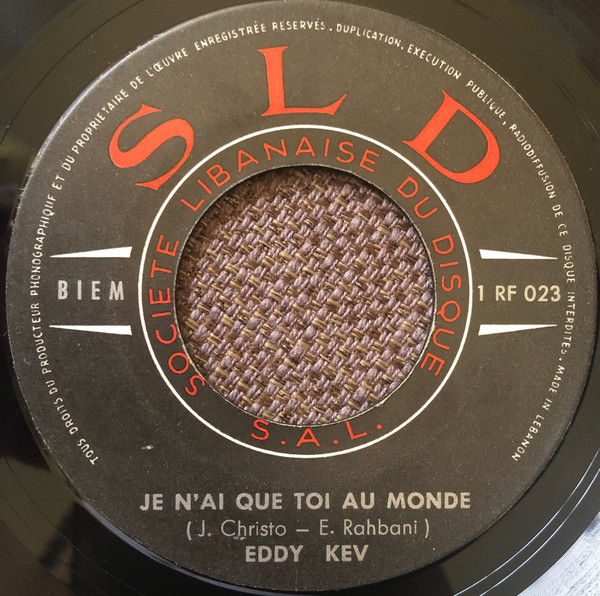 TOUS DROITS DU PRODUCTEUR PHONOGRAPHIQUE ET DU PROPRIETAIRE DE L'ŒUVRE ENREGISTRÉE RESERVÉS. DUPLICATION, EXECUTION PUBLIQUE, RADIODIFFUSION DE CE DISQUE INTERDITES. MADE IN LEBANON
SLD
SOCIETE LIBANAISE DU DISQUE
S.A.L.
BIEM
1 RF 023
JE N'AI QUE TOI AU MONDE
(J. Christo – E. Rahbani)
EDDY KEV